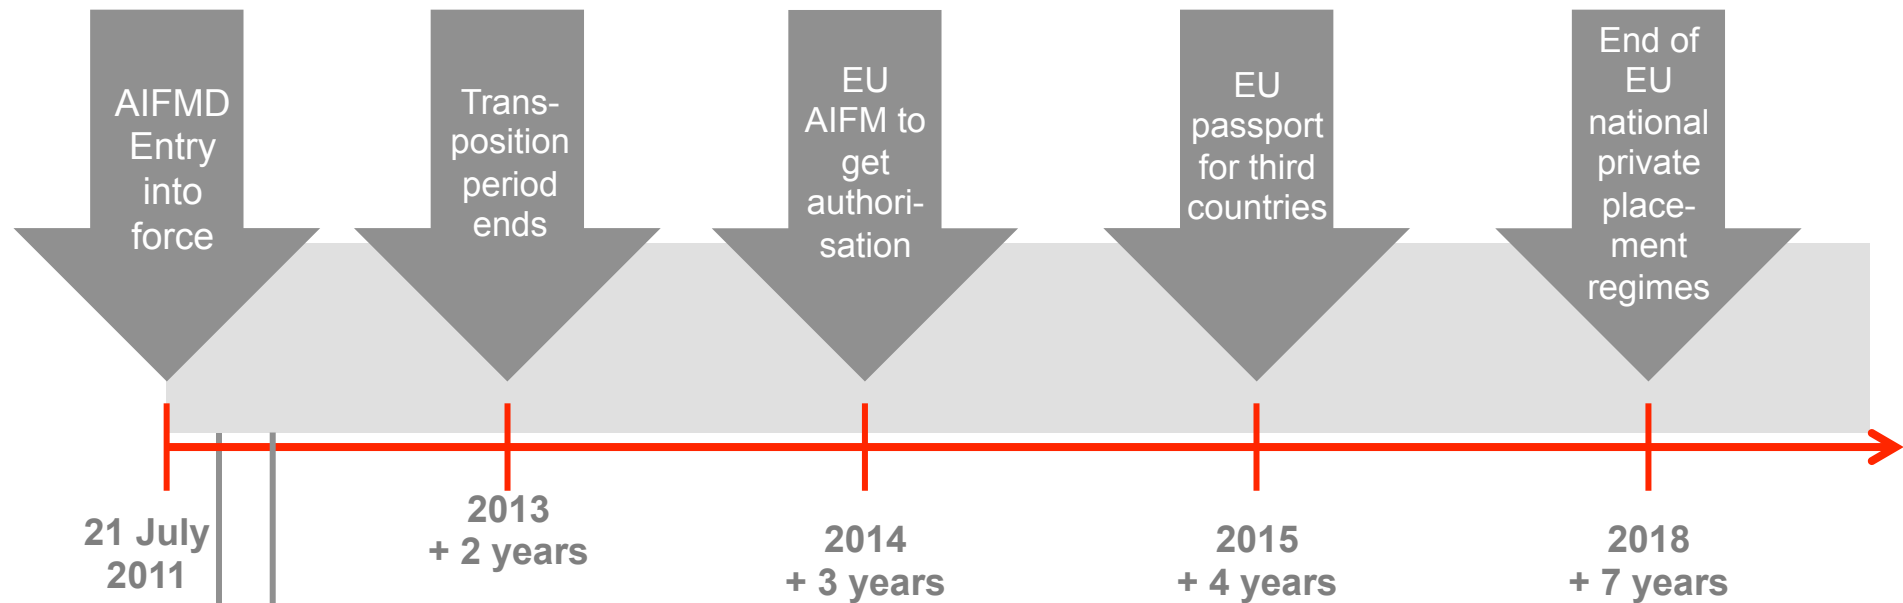 AIFMD
Entry
into
force
Trans-
position
period
ends
EU
AIFM to
get
authori-
sation
EU
passport
for third
countries
End of
EU
national
private
place-
ment
regimes
21 July
2011
2013
+ 2 years
2014
+ 3 years
2015
+ 4 years
2018
+ 7 years